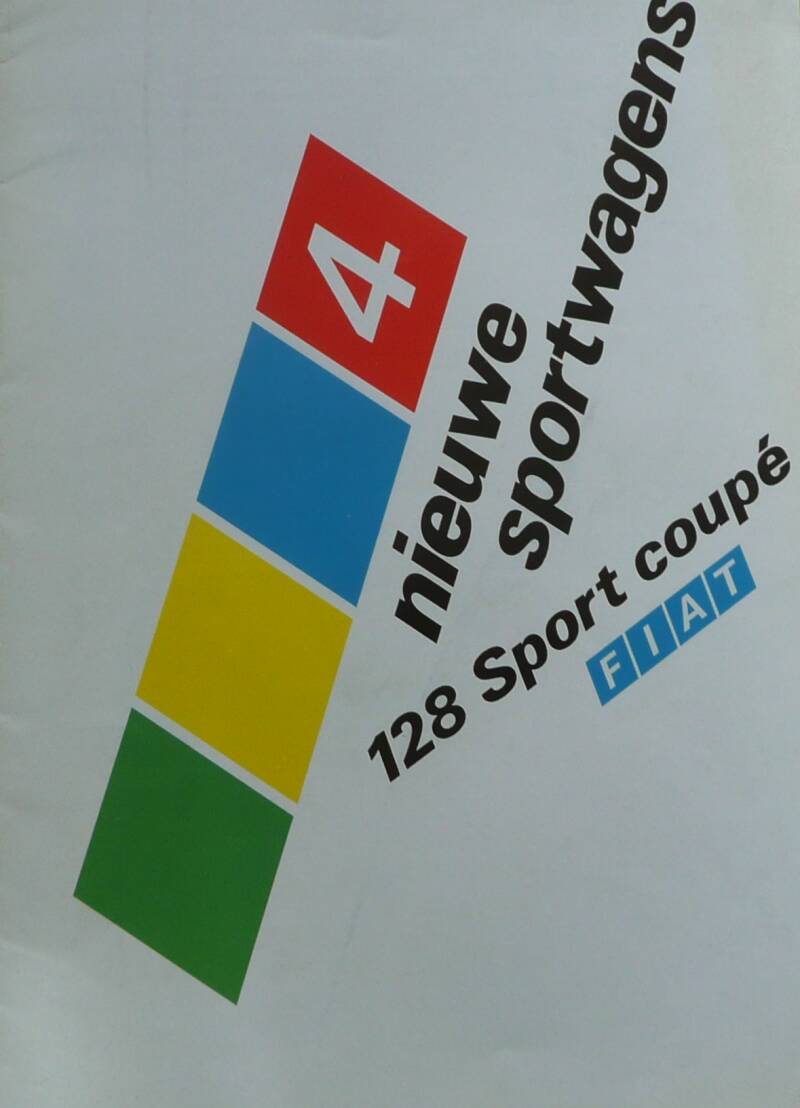 4
nieuwe
sportwagens
128 Sport coupé
FIAT